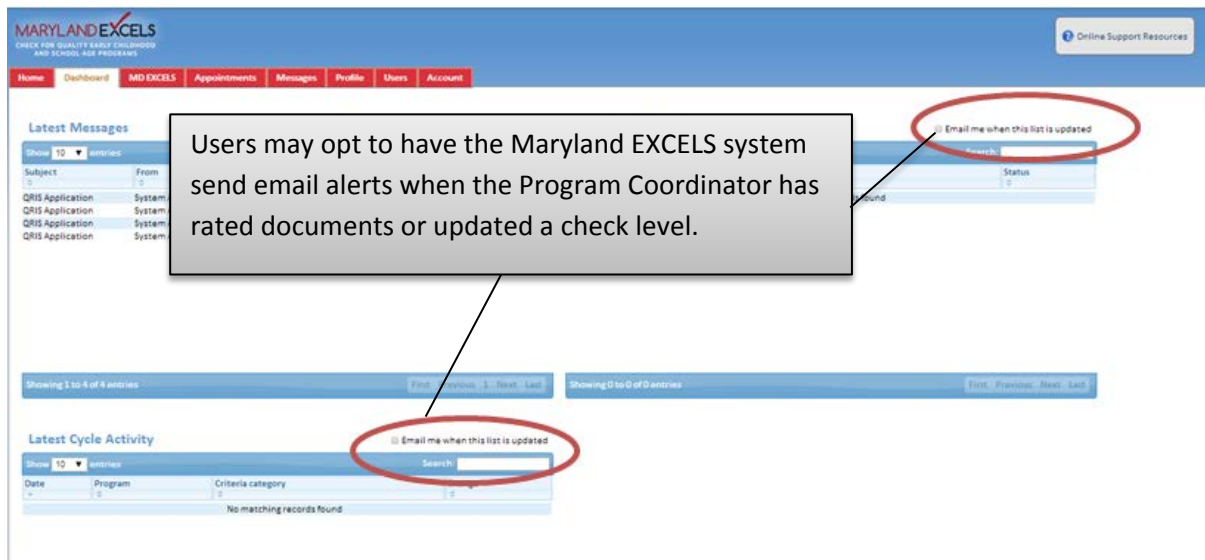 MARYLAND EXCELS
CHECK FOR QUALITY EARLY CHILDHOOD
AND SCHOOL AGE PROGRAMS
Online Support Resources
Home Dashboard MD EXCELS Appointments Messages Profile Users Account
Latest Messages
Email me when this list is updated
Show 10 entries
Search:
Subject From
Status
QRIS Application System
QRIS Application System
QRIS Application System
QRIS Application System
found
Users may opt to have the Maryland EXCELS system
send email alerts when the Program Coordinator has
rated documents or updated a check level.
Showing 1 to 4 of 4 entries
First Previous 1 Next Last
Showing 0 to 0 of 0 entries
First Previous Next Last
Latest Cycle Activity
Email me when this list is updated
Show 10 entries
Search:
Date Program Criteria category
No matching records found